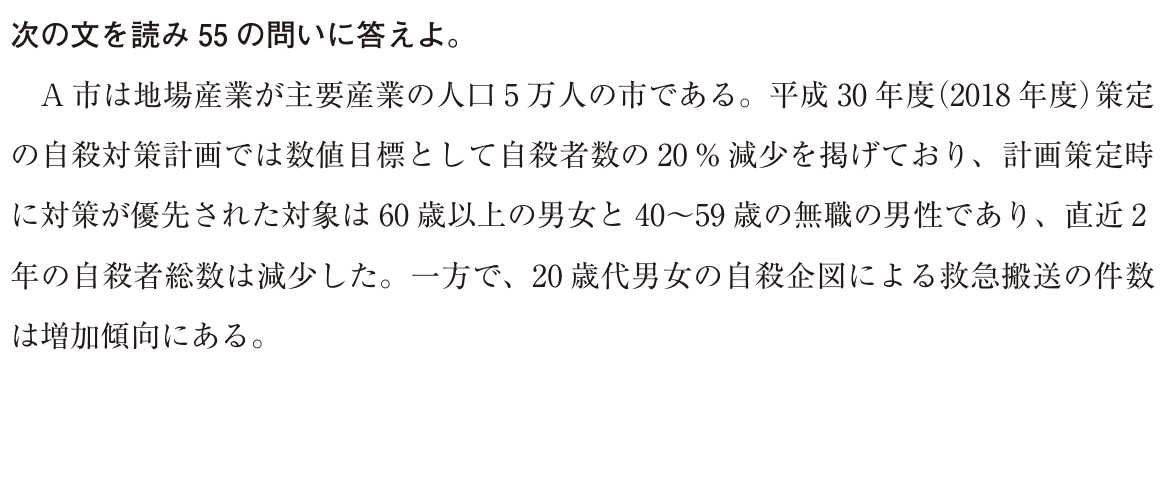 次の文を読み 55 の問いに答えよ。
　A 市は地場産業が主要産業の人口 5 万人の市である。平成 30 年度(2018 年度)策定
の自殺対策計画では数値目標として自殺者数の 20 % 減少を掲げており、計画策定時
に対策が優先された対象は 60 歳以上の男女と 40〜59 歳の無職の男性であり、直近 2
年の自殺者総数は減少した。一方で、20 歳代男女の自殺企図による救急搬送の件数
は増加傾向にある。